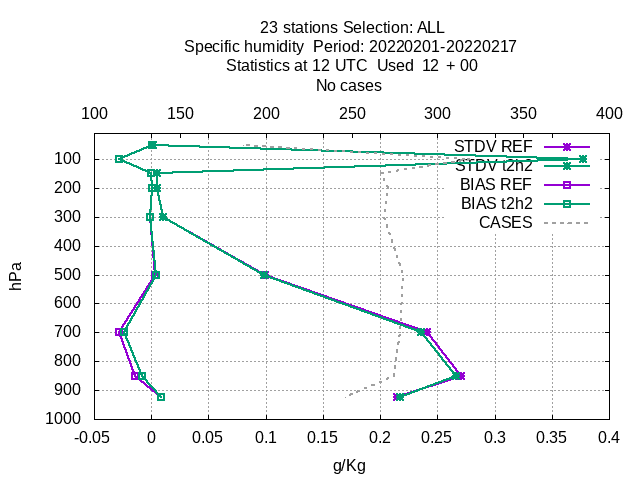 23 stations Selection: ALL
Specific humidity  Period: 20220201-20220217
Statistics at 12 UTC  Used  12  + 00
No cases
100 150 200 250 300 350 400
STDV REF
STDV t2h2
BIAS REF
BIAS t2h2
CASES
100
200
300
400
500
600
700
800
900
1000
hPa
-0.05 0 0.05 0.1 0.15 0.2 0.25 0.3 0.35 0.4
g/Kg